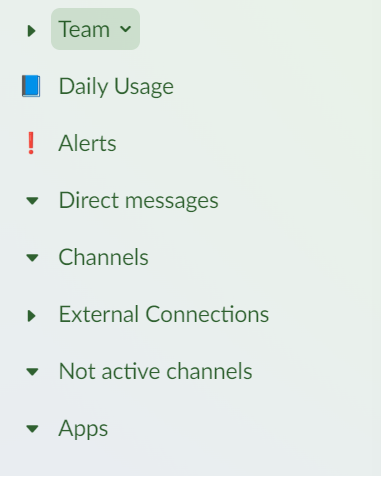 Team
Daily Usage
Alerts
Direct messages
Channels
External Connections
Not active channels
Apps